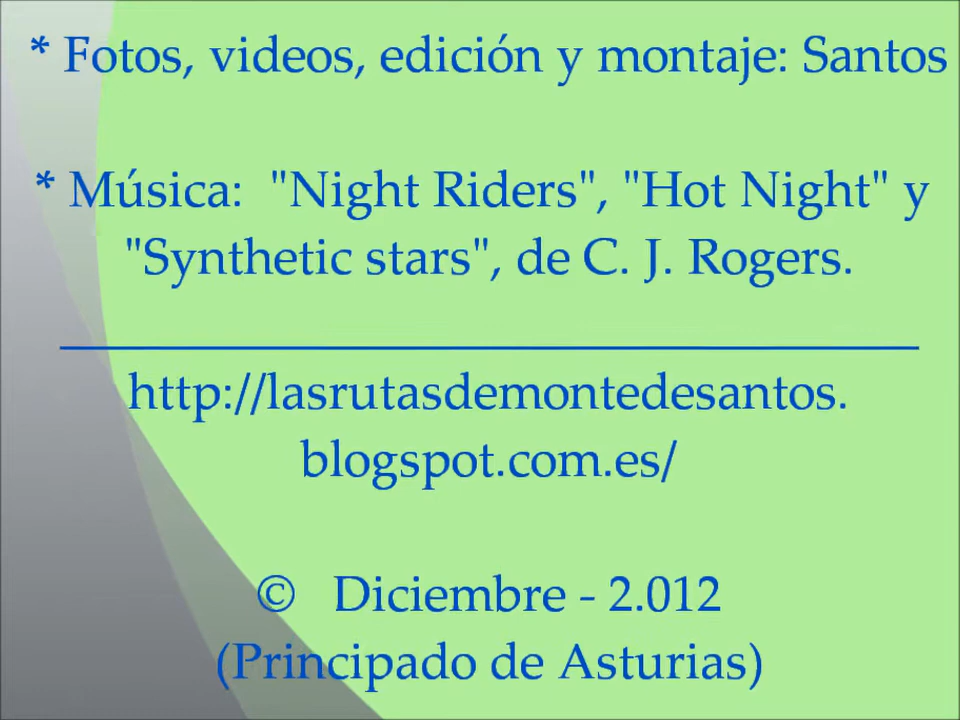 * Fotos, videos, edición y montaje: Santos
* Música:  "Night Riders", "Hot Night" y
"Synthetic stars", de C. J. Rogers.
http://lasrutasdemontedesantos.
blogspot.com.es/
©   Diciembre - 2.012
(Principado de Asturias)